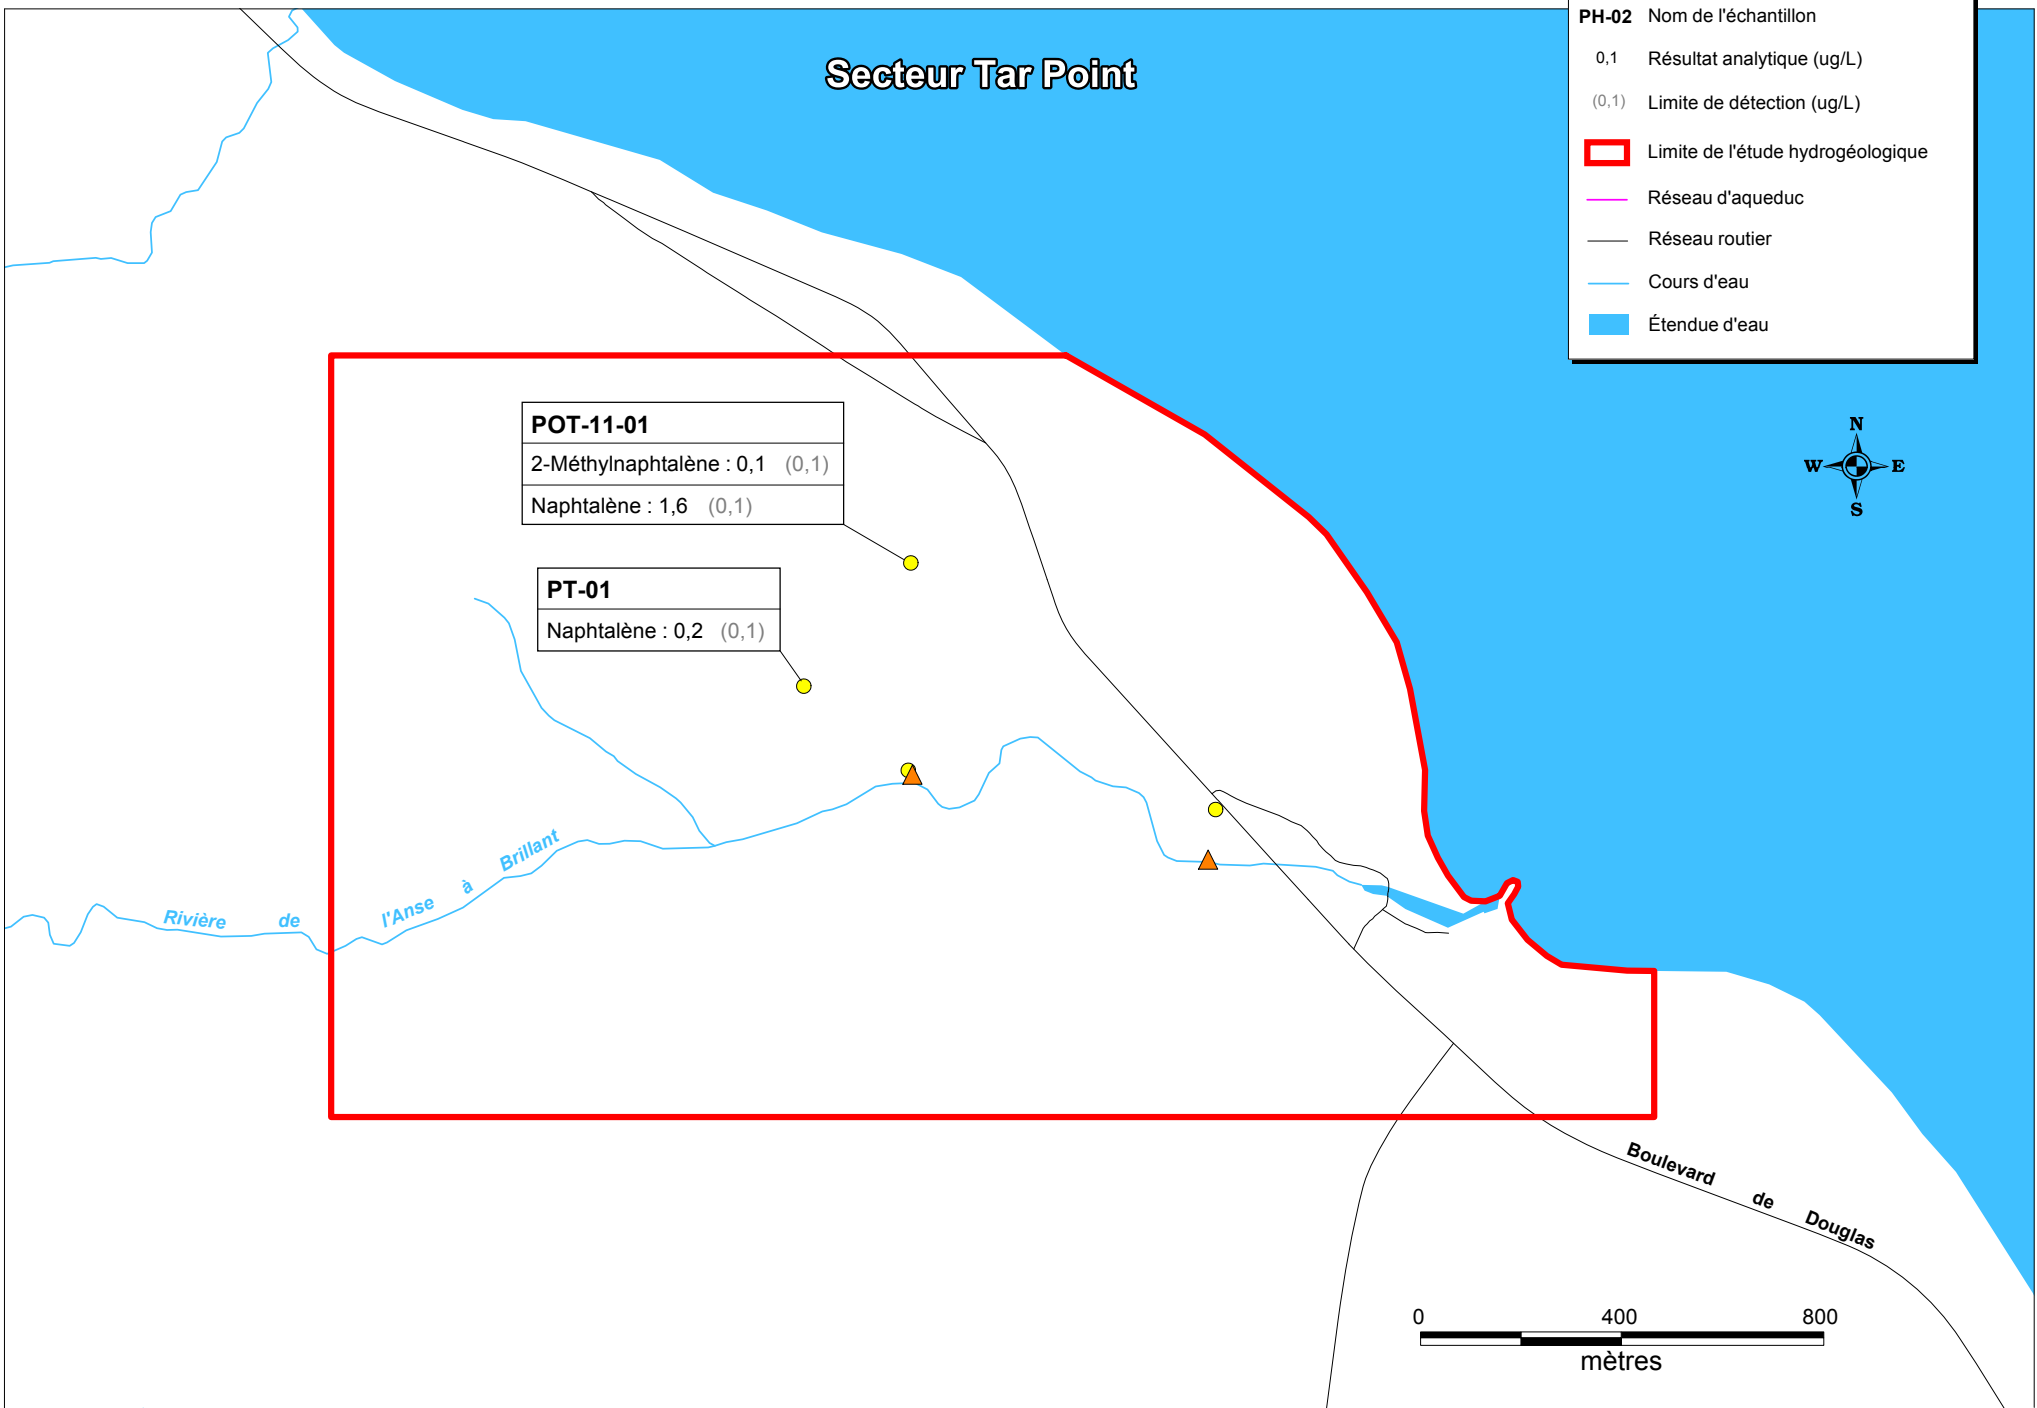 PH-02 Nom de l'échantillon
0,1 Résultat analytique (ug/L)
(0,1) Limite de détection (ug/L)
Limite de l'étude hydrogéologique
Réseau d'aqueduc
Réseau routier
Cours d'eau
Étendue d'eau
Secteur Tar Point
N
W E
S
POT-11-01
2-Méthylnaphtalène : 0,1 (0,1)
Naphtalène : 1,6 (0,1)
PT-01
Naphtalène : 0,2 (0,1)
Rivière de l'Anse à Brillant
Boulevard de Douglas
0 400 800
mètres